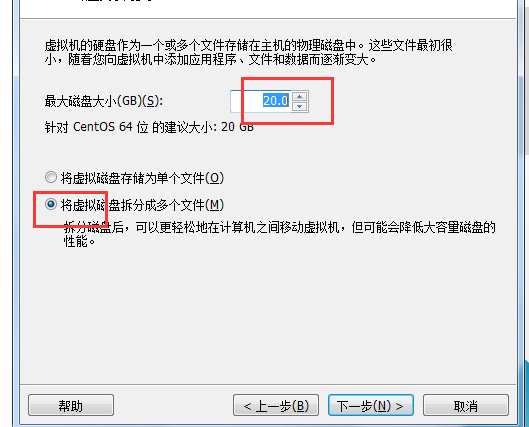 虚拟机的硬盘作为一个或多个文件存储在主机的物理磁盘中。这些文件最初很
小，随着您向虚拟机中添加应用程序、文件和数据而逐渐变大。
最大磁盘大小(GB)(S): 20.0
针对 CentOS 64 位 的建议大小: 20 GB
将虚拟磁盘存储为单个文件(O)
将虚拟磁盘拆分成多个文件(M)
拆分磁盘后，可以更轻松地在计算机之间移动虚拟机，但可能会降低大容量磁盘的
性能。
帮助 < 上一步(B) 下一步(N) > 取消